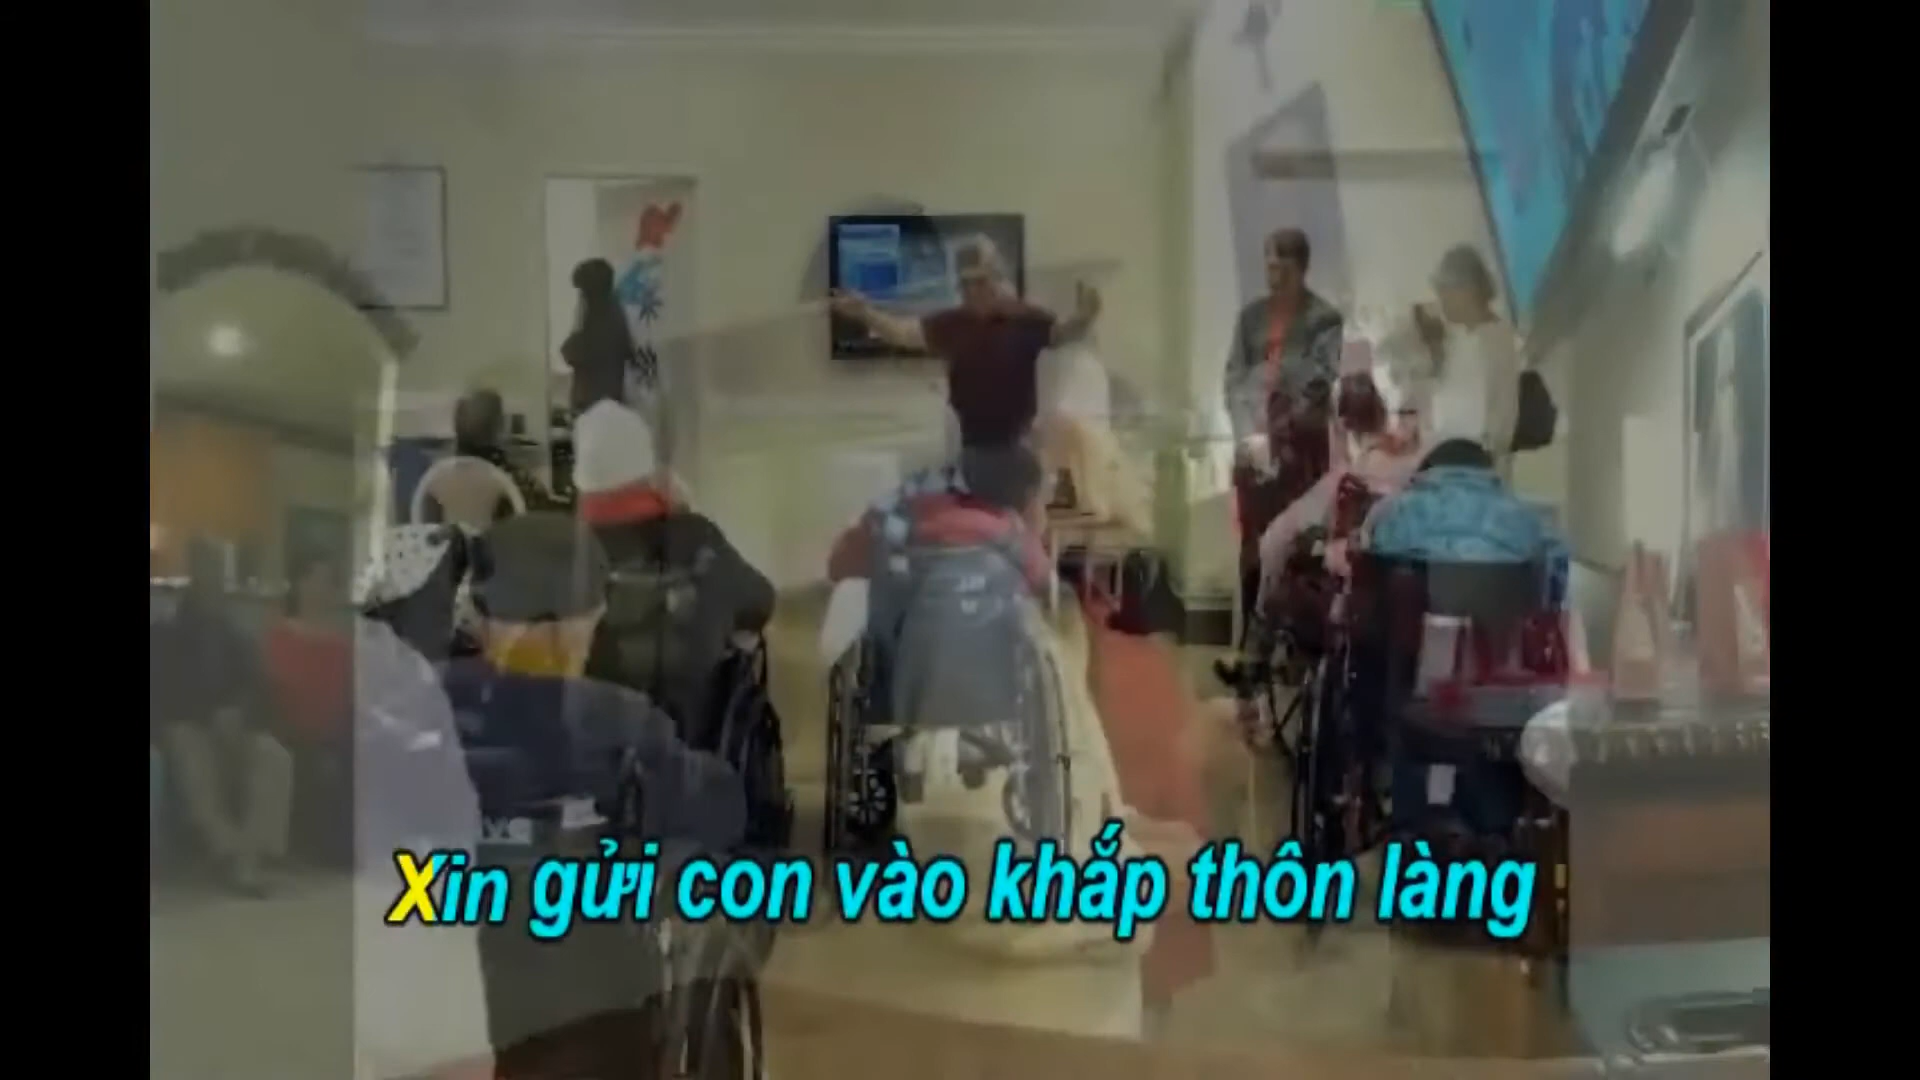 Xin gửi con vào khắp thôn làng